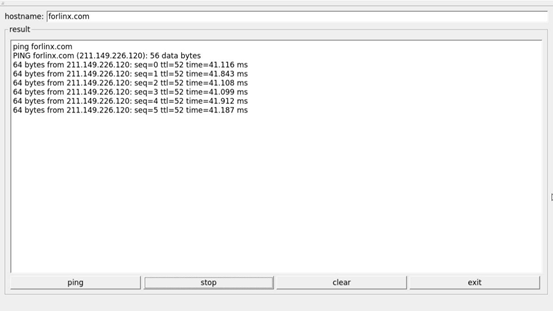 hostname: forlinx.com
result
ping forlinx.com
PING forlinx.com (211.149.226.120): 56 data bytes
64 bytes from 211.149.226.120: seq=0 ttl=52 time=41.116 ms
64 bytes from 211.149.226.120: seq=1 ttl=52 time=41.843 ms
64 bytes from 211.149.226.120: seq=2 ttl=52 time=41.108 ms
64 bytes from 211.149.226.120: seq=3 ttl=52 time=41.099 ms
64 bytes from 211.149.226.120: seq=4 ttl=52 time=41.912 ms
64 bytes from 211.149.226.120: seq=5 ttl=52 time=41.187 ms
ping stop clear exit